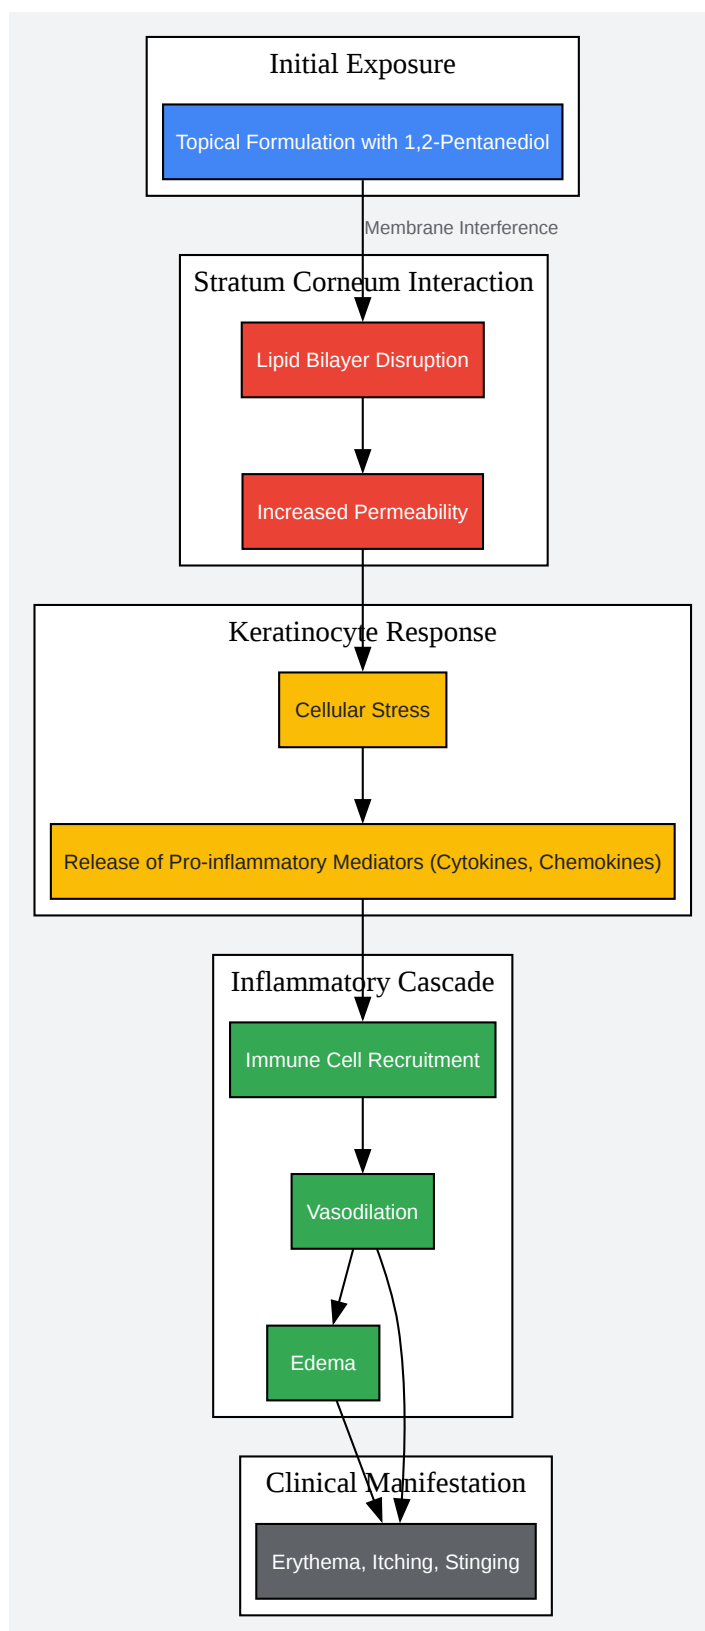 Initial Exposure
Topical Formulation with 1,2-Pentanediol
Membrane Interference
Stratum Corneum Interaction
Lipid Bilayer Disruption
Increased Permeability
Keratinocyte Response
Cellular Stress
Release of Pro-inflammatory Mediators (Cytokines, Chemokines)
Inflammatory Cascade
Immune Cell Recruitment
Vasodilation
Edema
Clinical Manifestation
Erythema, Itching, Stinging